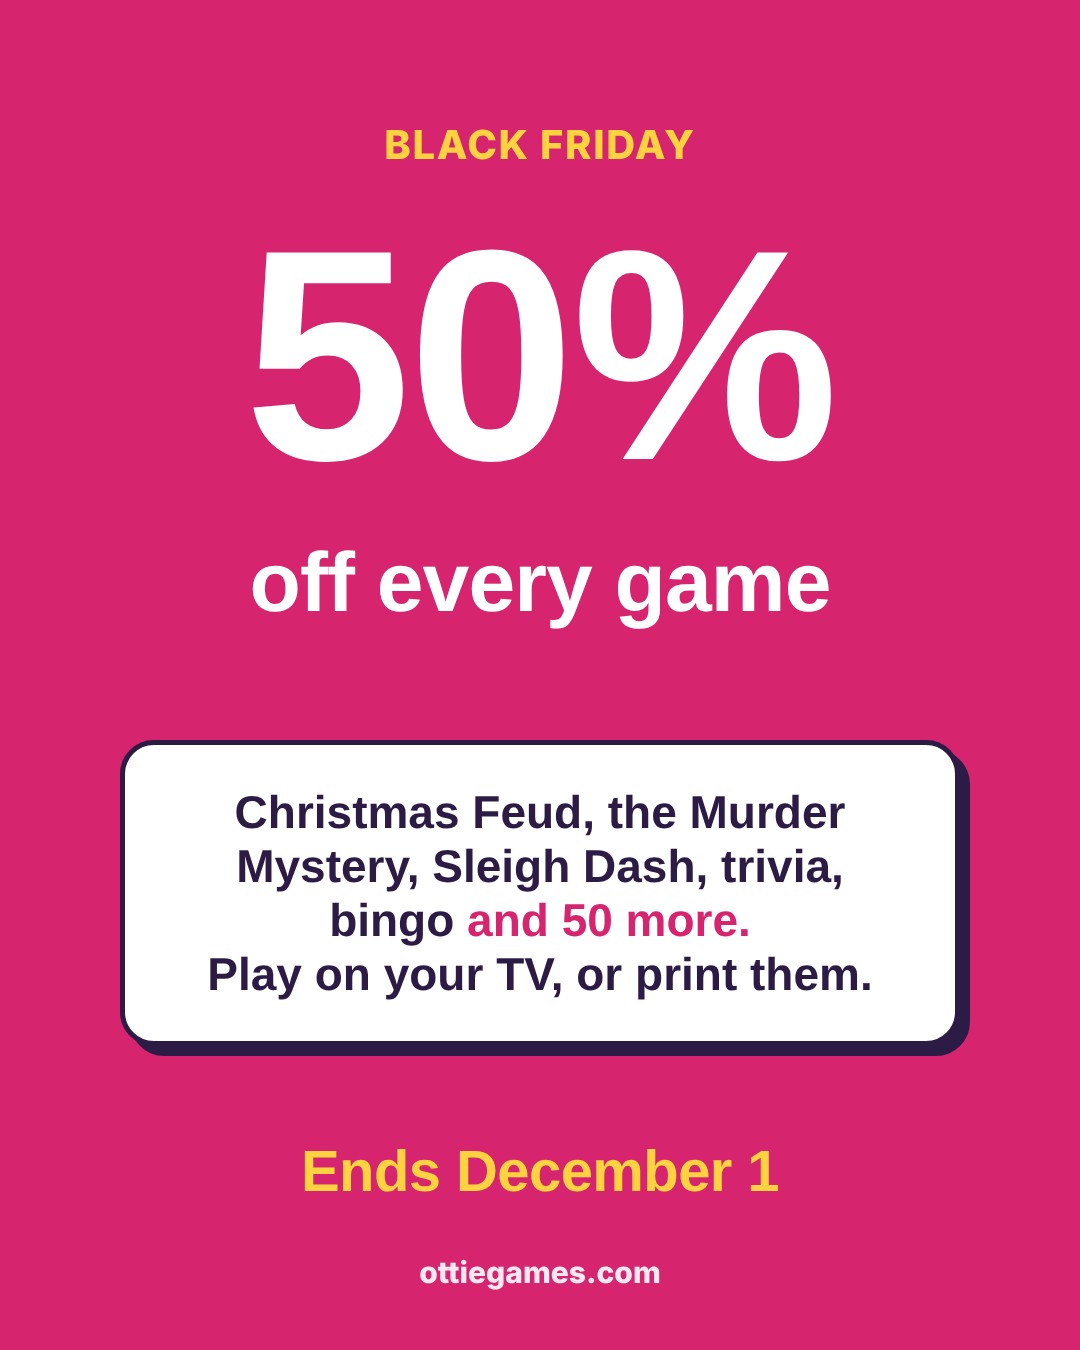 BLACK FRIDAY
50%
off every game
Christmas Feud, the Murder
Mystery, Sleigh Dash, trivia,
bingo and 50 more.
Play on your TV, or print them.
Ends December 1
ottiegames.com